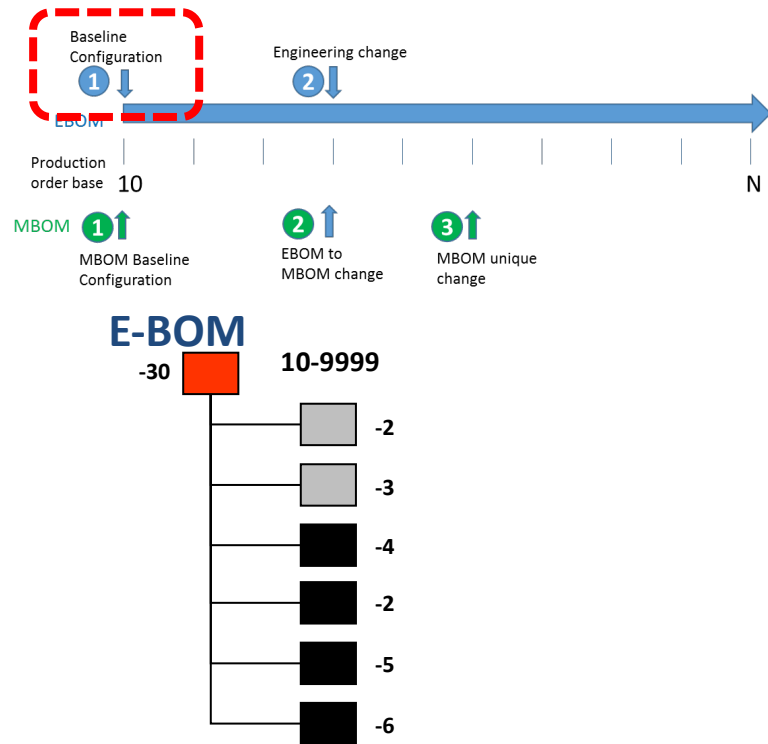 Baseline
Configuration
Engineering change
1
2
EBOM
Production
order base
10
N
MBOM
1
2
3
MBOM Baseline
Configuration
EBOM to
MBOM change
MBOM unique
change
E-BOM
-30
10-9999
-2
-3
-4
-2
-5
-6